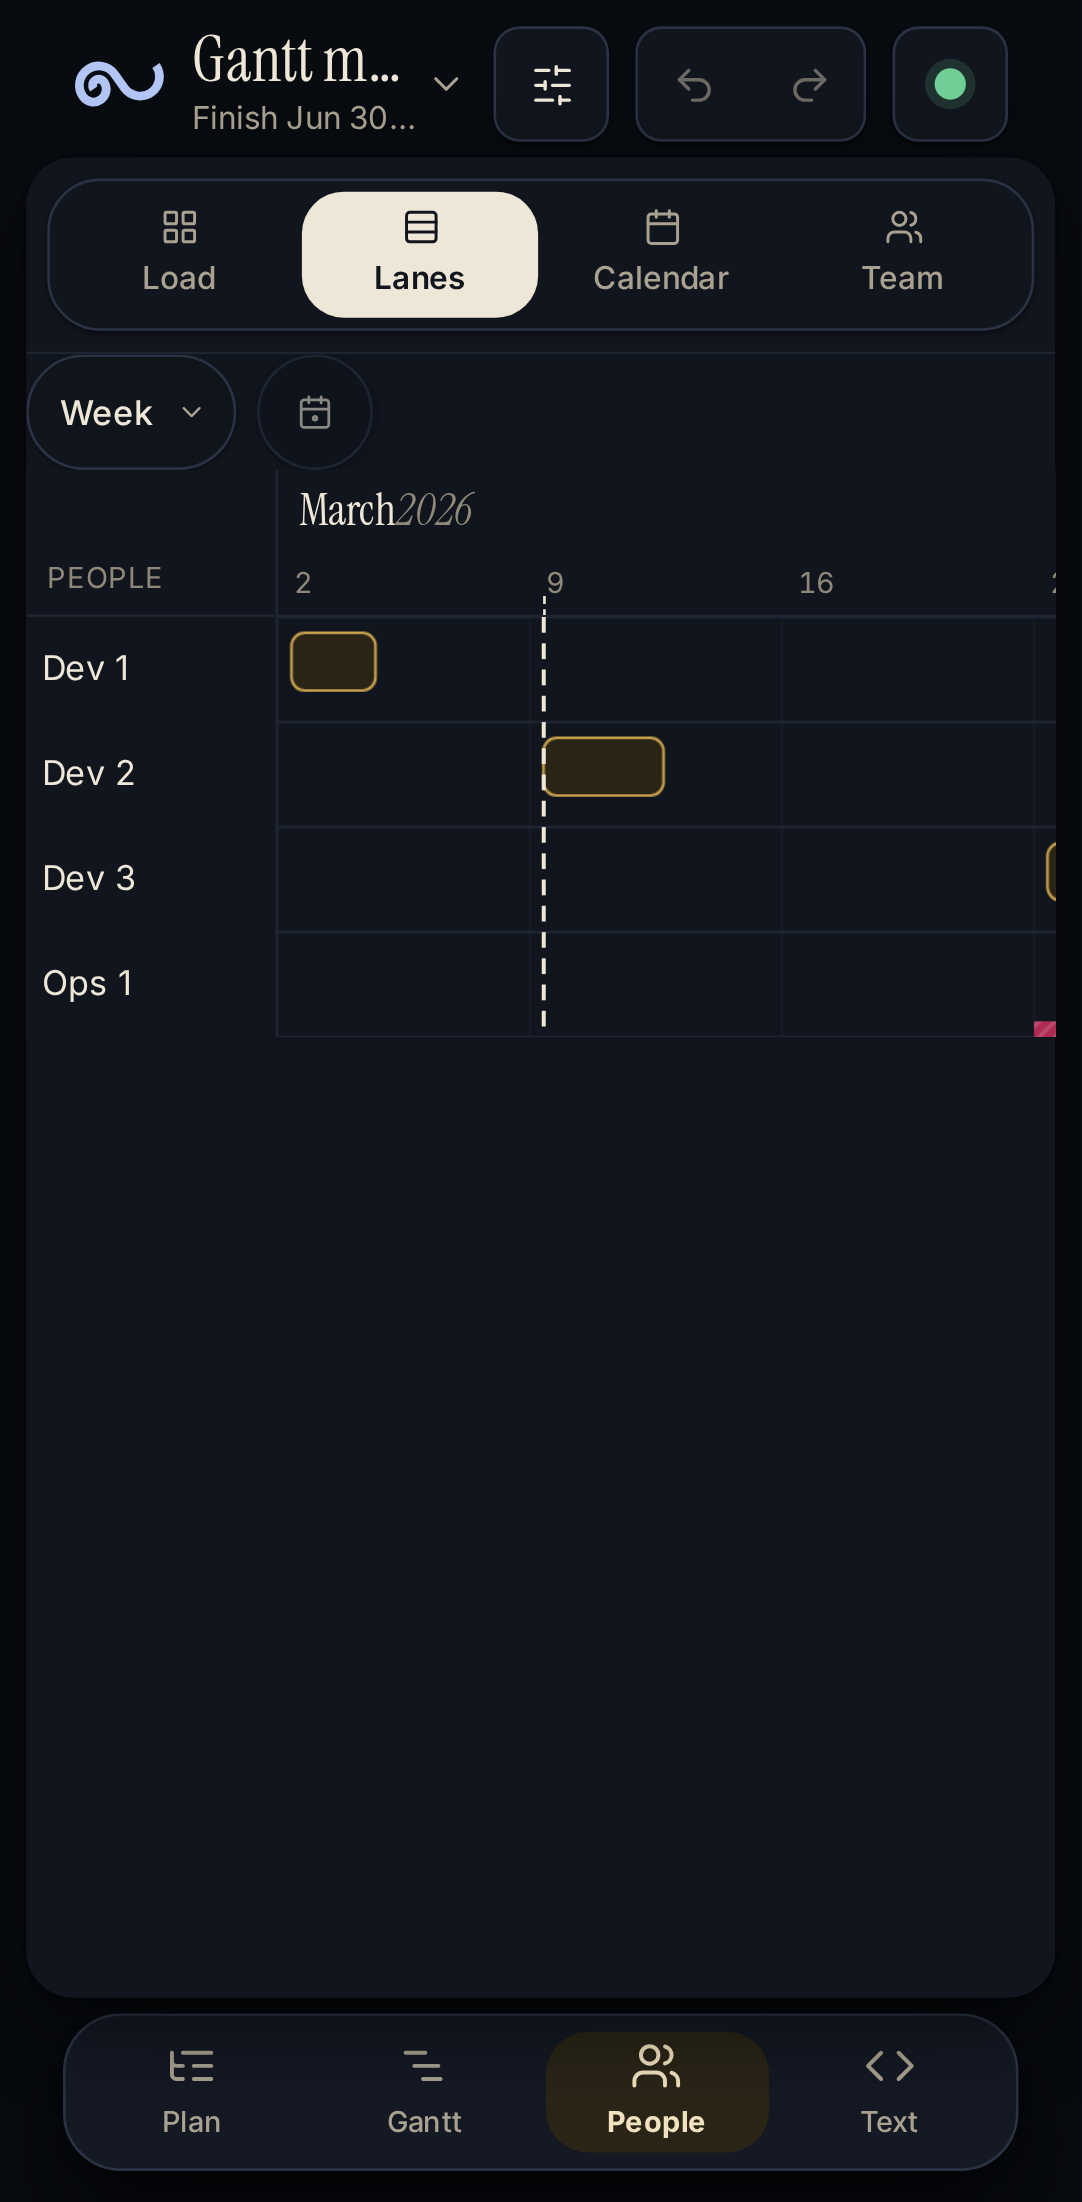 Gantt m...
Finish Jun 30...
Load
Lanes
Calendar
Team
Week
March2026
PEOPLE
2
9
16
Dev 1
Dev 2
Dev 3
Ops 1
Plan
Gantt
People
Text